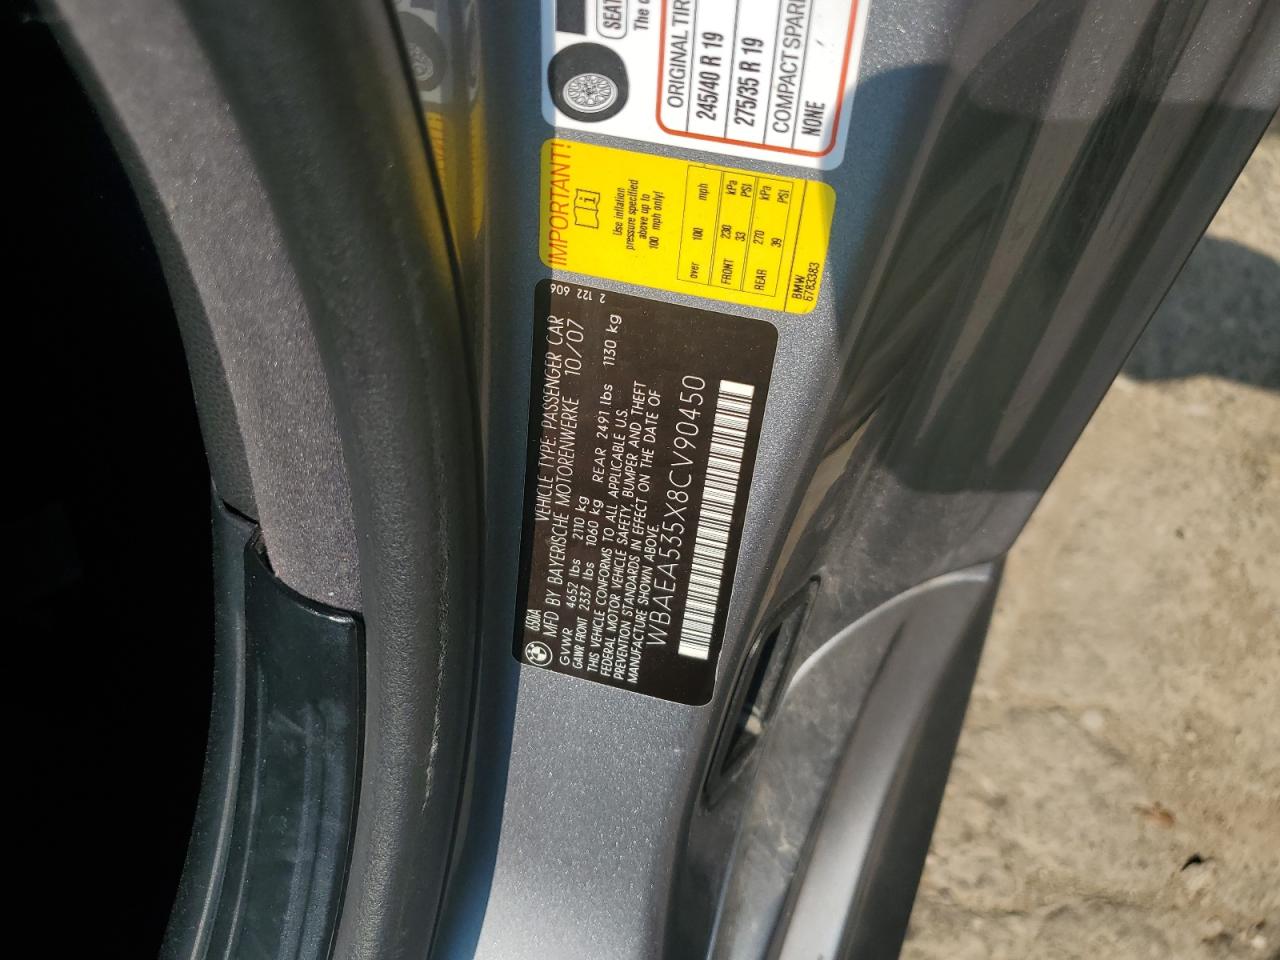 SEAT
The c
ORIGINAL TIR
245/40 R 19
275/35 R 19
COMPACT SPAR
NONE
IMPORTANT!
i
Use inflation
pressure specified
above up to
100 mph only!
over 100 mph
FRONT 230 kPa
33 PSI
REAR 270 kPa
39 PSI
BMW
6783383
2 122 606
650iA VEHICLE TYPE: PASSENGER CAR
MFD BY BAYERISCHE MOTORENWERKE 10/07
GVWR 4652 lbs 2110 kg
GAWR FRONT 2337 lbs 1060 kg REAR 2491 lbs 1130 kg
THIS VEHICLE CONFORMS TO ALL APPLICABLE U.S.
FEDERAL MOTOR VEHICLE SAFETY, BUMPER AND THEFT
PREVENTION STANDARDS IN EFFECT ON THE DATE OF
MANUFACTURE SHOWN ABOVE.
WBAEA535X8CV90450